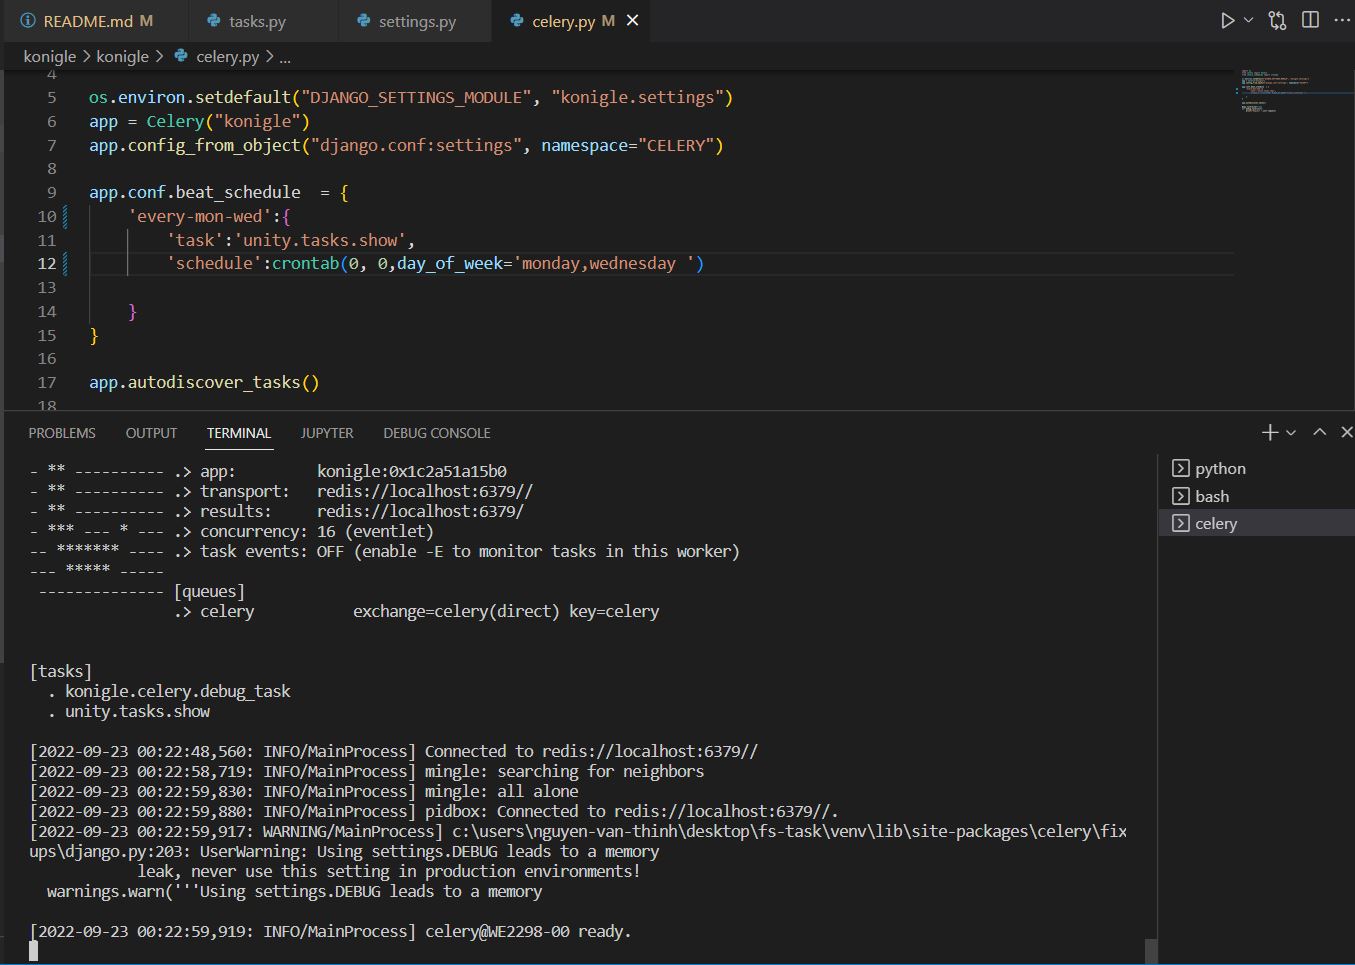 README.md M
tasks.py
settings.py
celery.py M
konigle > konigle > celery.py > ...
4
5 os.environ.setdefault("DJANGO_SETTINGS_MODULE", "konigle.settings")
6 app = Celery("konigle")
7 app.config_from_object("django.conf:settings", namespace="CELERY")
8
9 app.conf.beat_schedule  = {
10     'every-mon-wed':{
11         'task':'unity.tasks.show',
12         'schedule':crontab(0, 0,day_of_week='monday,wednesday ')
13
14     }
15 }
16
17 app.autodiscover_tasks()
18
PROBLEMS OUTPUT TERMINAL JUPYTER DEBUG CONSOLE
- ** ---------- .> app:         konigle:0x1c2a51a15b0
- ** ---------- .> transport:   redis://localhost:6379//
- ** ---------- .> results:     redis://localhost:6379/
- *** --- * --- .> concurrency: 16 (eventlet)
-- ******* ---- .> task events: OFF (enable -E to monitor tasks in this worker)
--- ***** -----
 -------------- [queues]
                .> celery           exchange=celery(direct) key=celery
[tasks]
  . konigle.celery.debug_task
  . unity.tasks.show
[2022-09-23 00:22:48,560: INFO/MainProcess] Connected to redis://localhost:6379//
[2022-09-23 00:22:58,719: INFO/MainProcess] mingle: searching for neighbors
[2022-09-23 00:22:59,830: INFO/MainProcess] mingle: all alone
[2022-09-23 00:22:59,880: INFO/MainProcess] pidbox: Connected to redis://localhost:6379//.
[2022-09-23 00:22:59,917: WARNING/MainProcess] c:\users\nguyen-van-thinh\desktop\fs-task\venv\lib\site-packages\celery\fix
ups\django.py:203: UserWarning: Using settings.DEBUG leads to a memory
            leak, never use this setting in production environments!
  warnings.warn('''Using settings.DEBUG leads to a memory
[2022-09-23 00:22:59,919: INFO/MainProcess] celery@WE2298-00 ready.
python
bash
celery